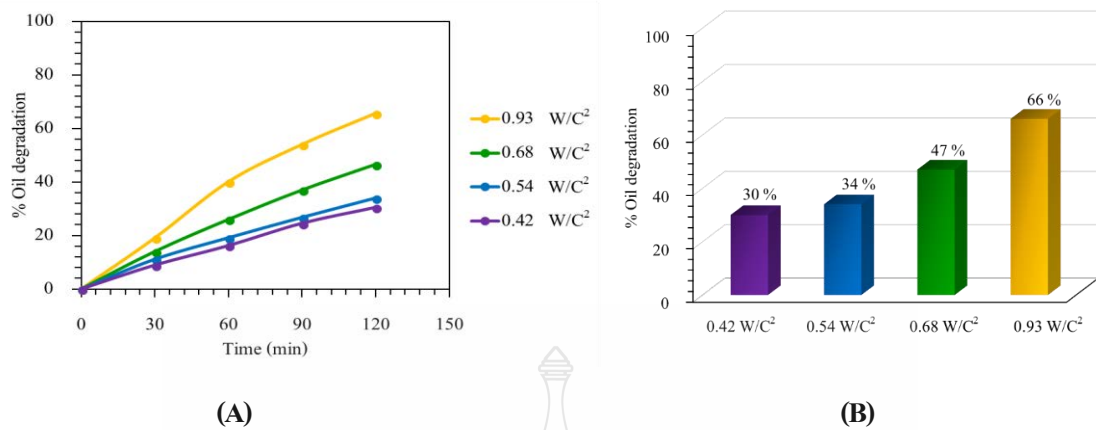 100
80
60
40
20
0
% Oil degradation
0 30 60 90 120 150
Time (min)
0.93 W/C²
0.68 W/C²
0.54 W/C²
0.42 W/C²
(A)
100
80
60
40
20
0
% Oil degradation
30 %
34 %
47 %
66 %
0.42 W/C² 0.54 W/C² 0.68 W/C² 0.93 W/C²
(B)